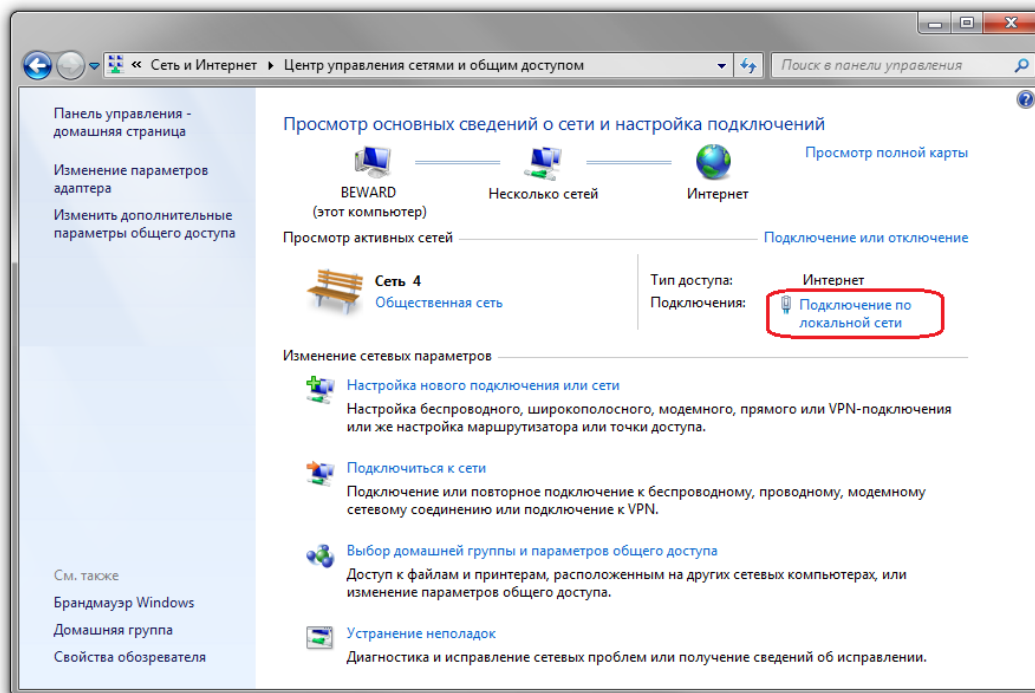 « Сеть и Интернет ▸ Центр управления сетями и общим доступом
Поиск в панели управления
Панель управления -
домашняя страница
Изменение параметров
адаптера
Изменить дополнительные
параметры общего доступа
Просмотр основных сведений о сети и настройка подключений
Просмотр полной карты
BEWARD
(этот компьютер)
Несколько сетей
Интернет
Просмотр активных сетей
Подключение или отключение
Сеть 4
Общественная сеть
Тип доступа: Интернет
Подключения: Подключение по
локальной сети
Изменение сетевых параметров
Настройка нового подключения или сети
Настройка беспроводного, широкополосного, модемного, прямого или VPN-подключения
или же настройка маршрутизатора или точки доступа.
Подключиться к сети
Подключение или повторное подключение к беспроводному, проводному, модемному
сетевому соединению или подключение к VPN.
Выбор домашней группы и параметров общего доступа
Доступ к файлам и принтерам, расположенным на других сетевых компьютерах, или
изменение параметров общего доступа.
Устранение неполадок
Диагностика и исправление сетевых проблем или получение сведений об исправлении.
См. также
Брандмауэр Windows
Домашняя группа
Свойства обозревателя